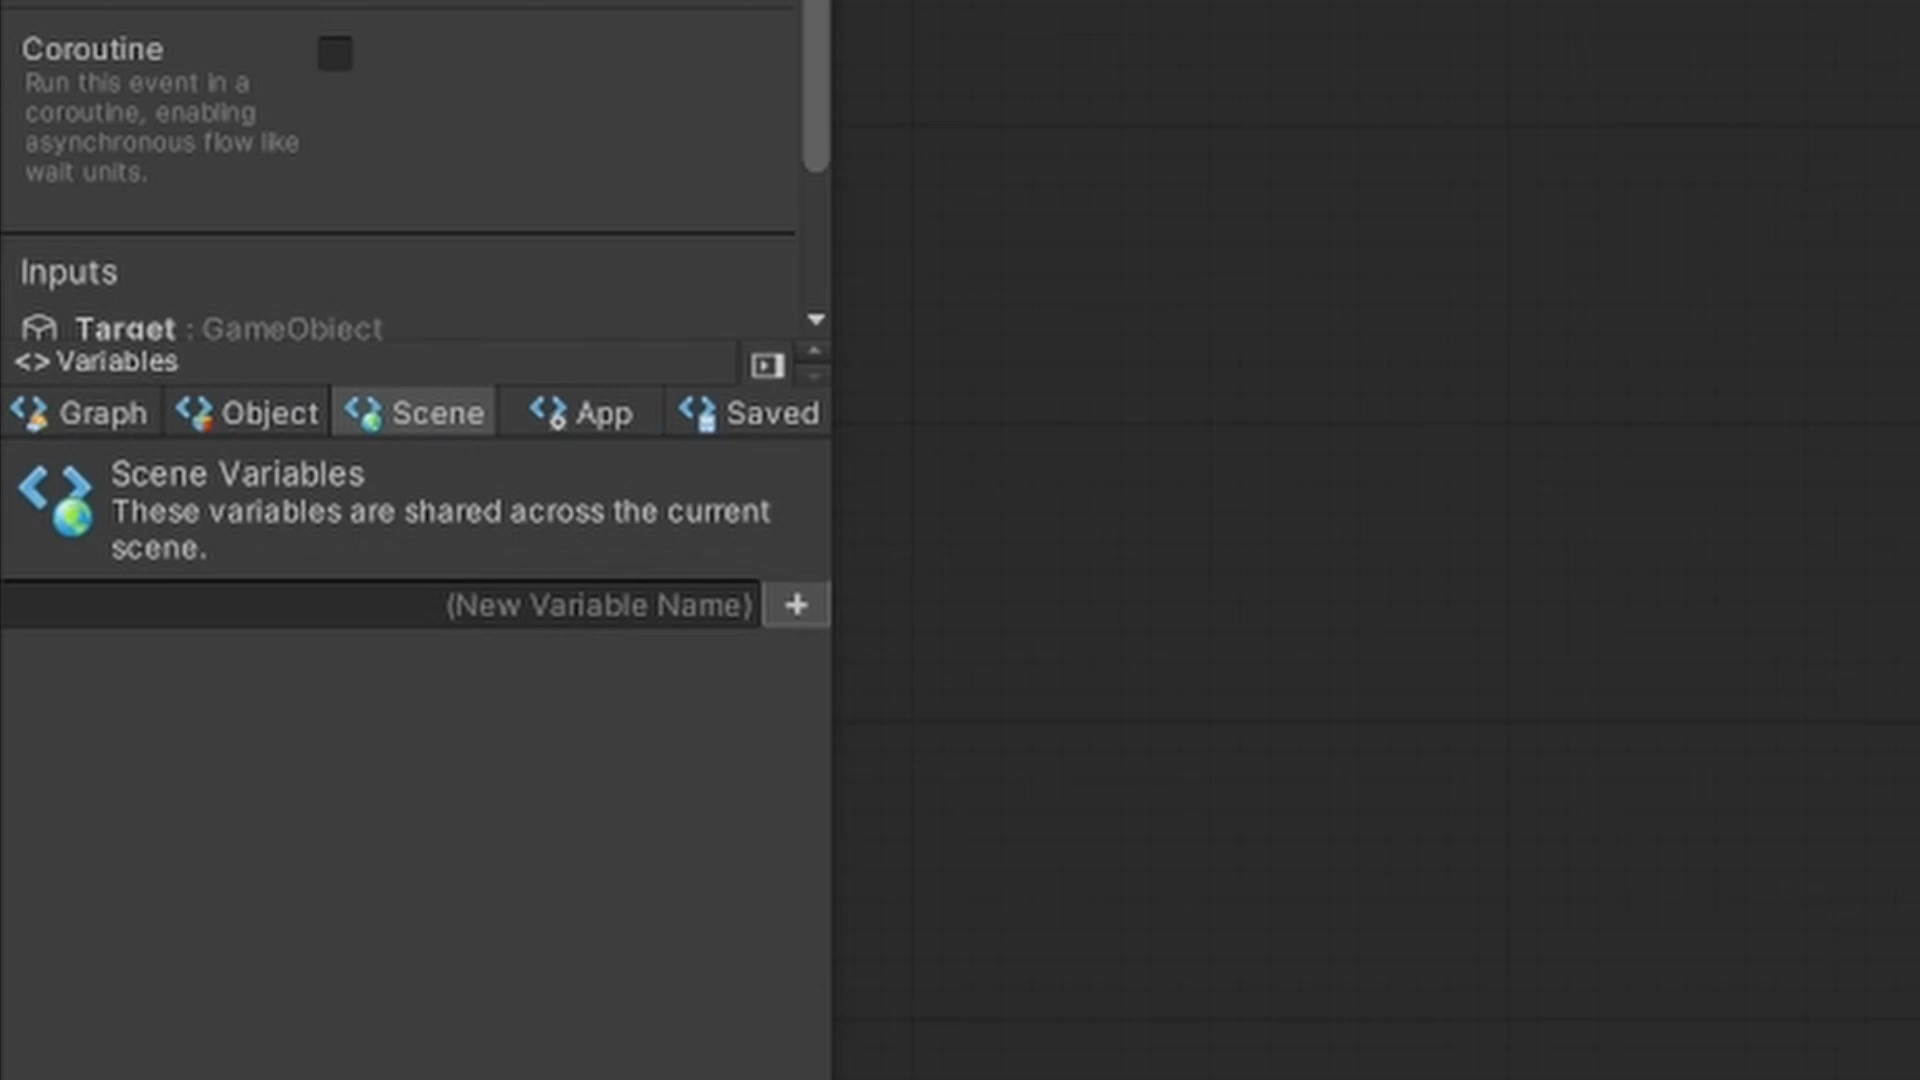 Coroutine
Run this event in a
coroutine, enabling
asynchronous flow like
wait units.
Inputs
Target : GameObject
<> Variables
Graph Object Scene App Saved
Scene Variables
These variables are shared across the current
scene.
(New Variable Name) +